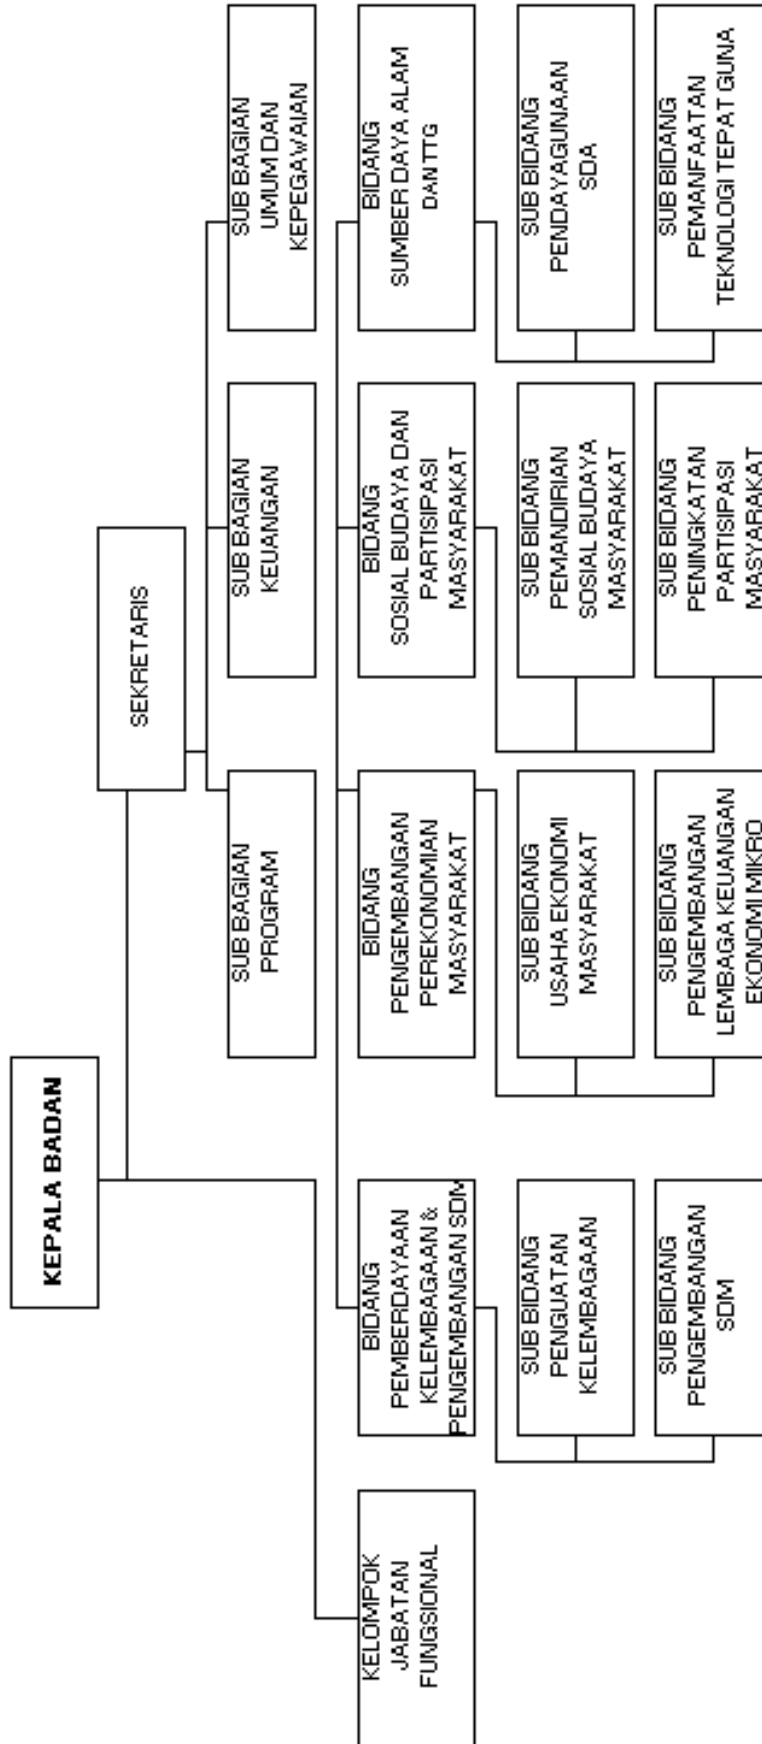 KEPALA BADAN
SEKRETARIS
SUB BAGIAN
PROGRAM
SUB BAGIAN
KEUANGAN
SUB BAGIAN
UMUM DAN
KEPEGAWAIAN
KELOMPOK
JABATAN
FUNGSIONAL
BIDANG
PEMBERDAYAAN
KELEMBAGAAN &
PENGEMBANGAN SDM
BIDANG
PENGEMBANGAN
PEREKONOMIAN
MASYARAKAT
BIDANG
SOSIAL BUDAYA DAN
PARTISIPASI
MASYARAKAT
BIDANG
SUMBER DAYA ALAM
DAN TTG
SUB BIDANG
PENGUATAN
KELEMBAGAAN
SUB BIDANG
USAHA EKONOMI
MASYARAKAT
SUB BIDANG
PEMANDIRIAN
SOSIAL BUDAYA
MASYARAKAT
SUB BIDANG
PENDAYAGUNAAN
SDA
SUB BIDANG
PENGEMBANGAN
SDM
SUB BIDANG
PENGEMBANGAN
LEMBAGA KEUANGAN
EKONOMI MIKRO
SUB BIDANG
PENINGKATAN
PARTISIPASI
MASYARAKAT
SUB BIDANG
PEMANFAATAN
TEKNOLOGI TEPAT GUNA